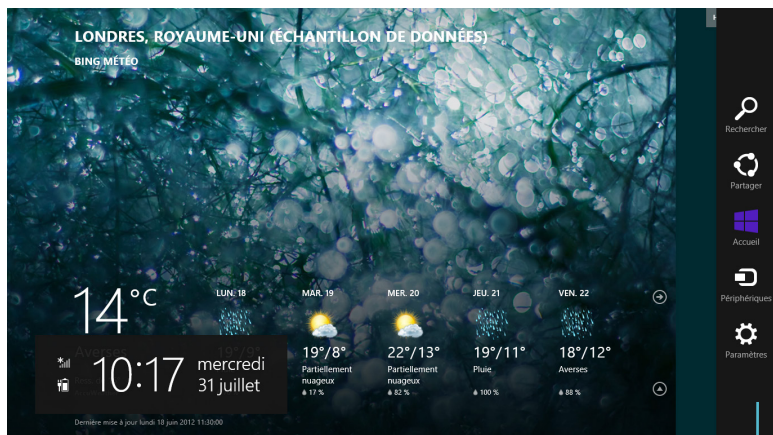 LONDRES, ROYAUME-UNI (ÉCHANTILLON DE DONNÉES)
BING MÉTÉO
Rechercher
Partager
Accueil
Périphériques
Paramètres
14°C
Averses
LUN. 18
19°/9°
MAR. 19
19°/8°
Partiellement
nuageux
17 %
MER. 20
22°/13°
Partiellement
nuageux
82 %
JEU. 21
19°/11°
Pluie
100 %
VEN. 22
18°/12°
Averses
88 %
10:17
mercredi
31 juillet
Dernière mise à jour lundi 18 juin 2012 11:30:00